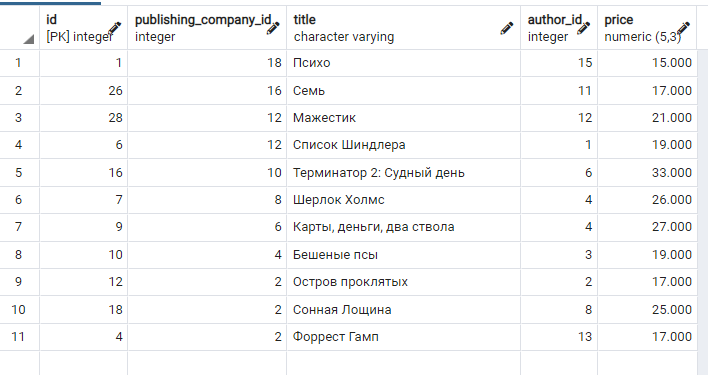 id publishing_company_id title author_id price
[PK] integer integer character varying integer numeric (5,3)
1 1 18 Психо 15 15.000
2 26 16 Семь 11 17.000
3 28 12 Мажестик 12 21.000
4 6 12 Список Шиндлера 1 19.000
5 16 10 Терминатор 2: Судный день 6 33.000
6 7 8 Шерлок Холмс 4 26.000
7 9 6 Карты, деньги, два ствола 4 27.000
8 10 4 Бешеные псы 3 19.000
9 12 2 Остров проклятых 2 17.000
10 18 2 Сонная Лощина 8 25.000
11 4 2 Форрест Гамп 13 17.000